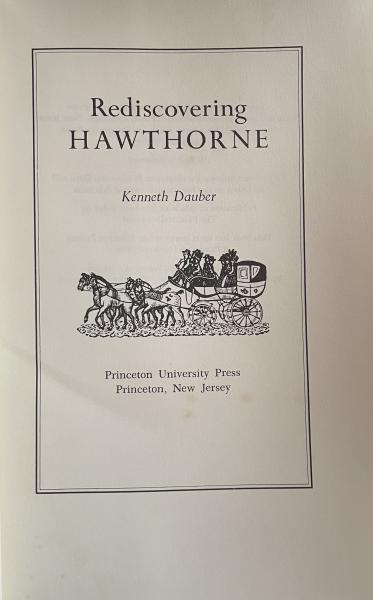 Rediscovering
HAWTHORNE
Kenneth Dauber
Princeton University Press
Princeton, New Jersey